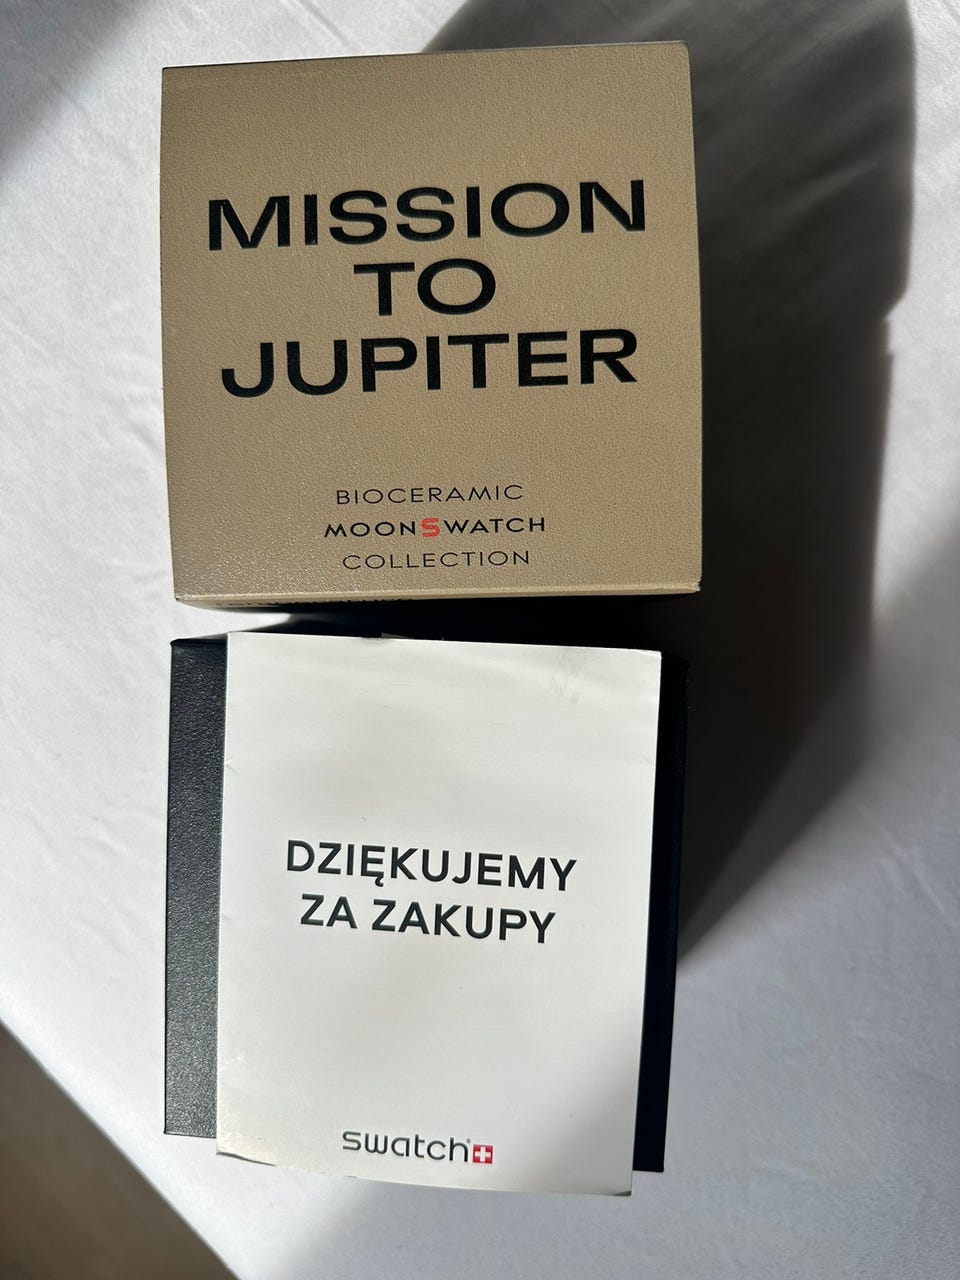 MISSION
TO
JUPITER
BIOCERAMIC
MOONSWATCH
COLLECTION
DZIĘKUJEMY
ZA ZAKUPY
swatch